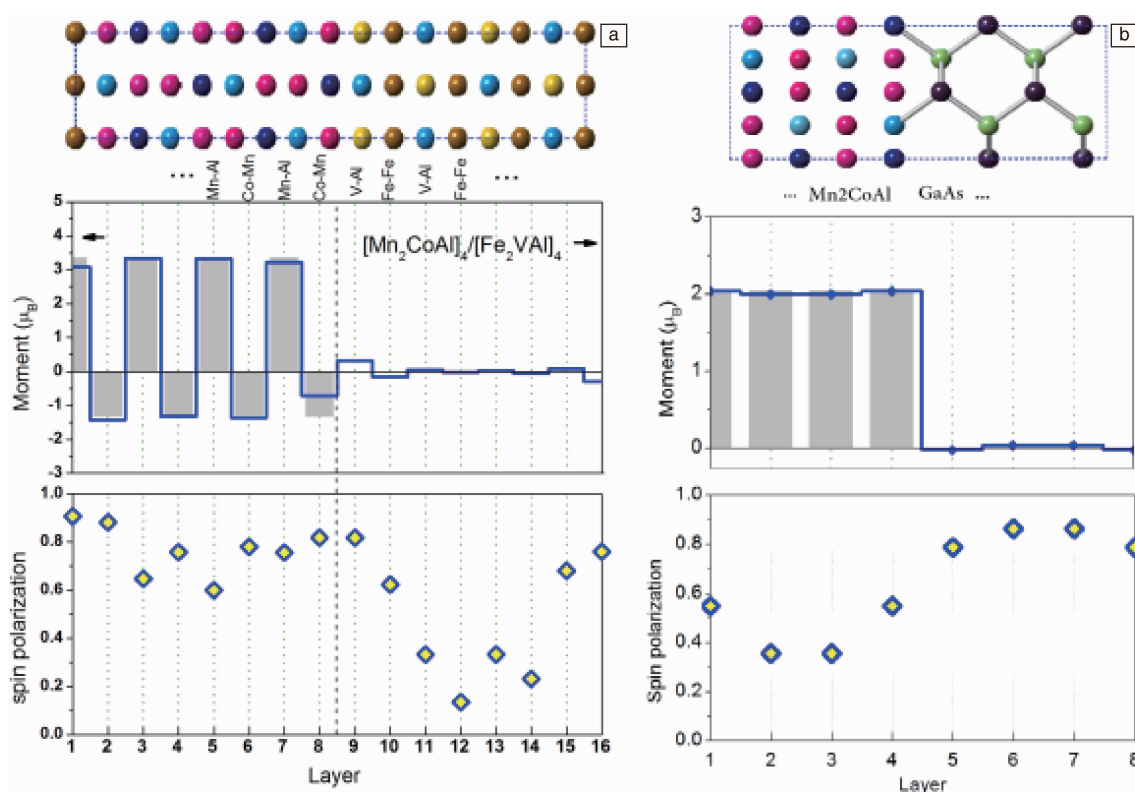 a
... Mn-Al Co-Mn Mn-Al Co-Mn V-Al Fe-Fe V-Al Fe-Fe ...
5
4
3
2
1
0
-1
-2
-3
Moment (μB)
[Mn2CoAl]4/[Fe2VAl]4
1.0
0.8
0.6
0.4
0.2
0.0
spin polarization
1 2 3 4 5 6 7 8 9 10 11 12 13 14 15 16
Layer
b
... Mn2CoAl GaAs ...
3
2
1
0
Moment (μB)
1.0
0.8
0.6
0.4
0.2
0.0
Spin polarization
1 2 3 4 5 6 7 8
Layer